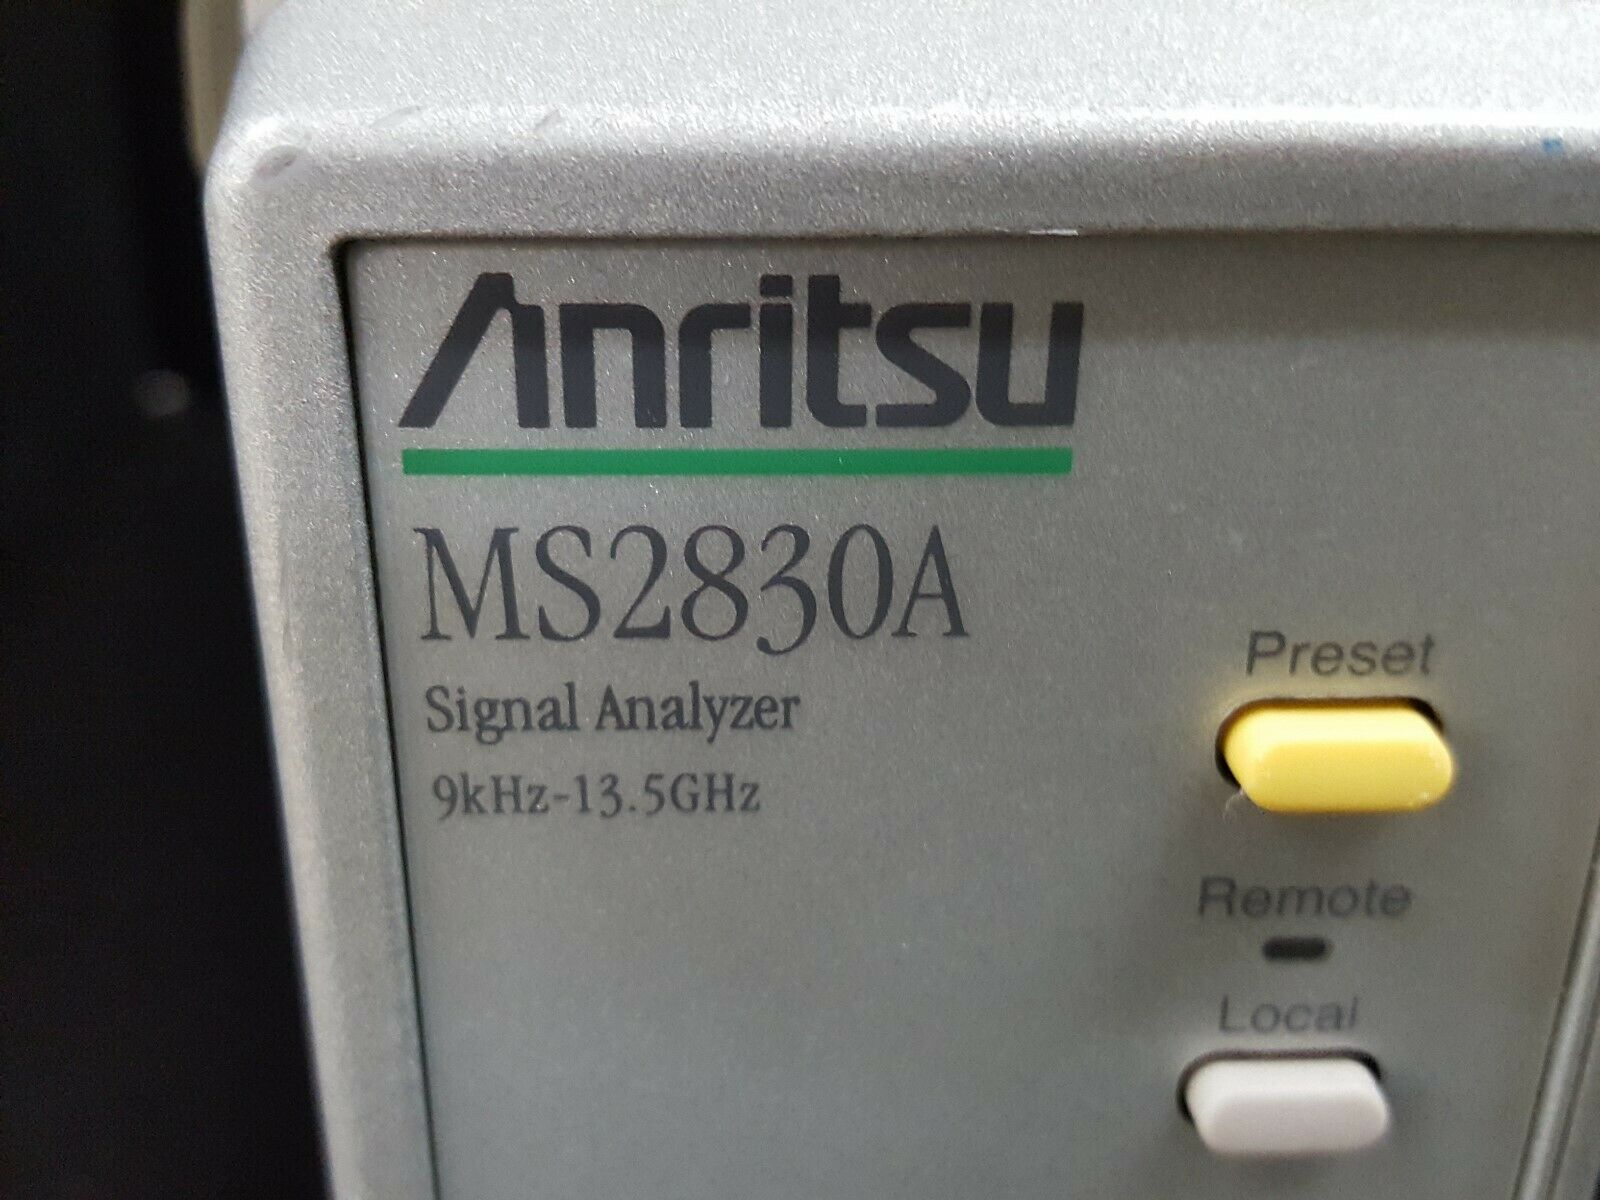 Anritsu
MS2830A
Signal Analyzer
9kHz-13.5GHz
Preset
Remote
Local